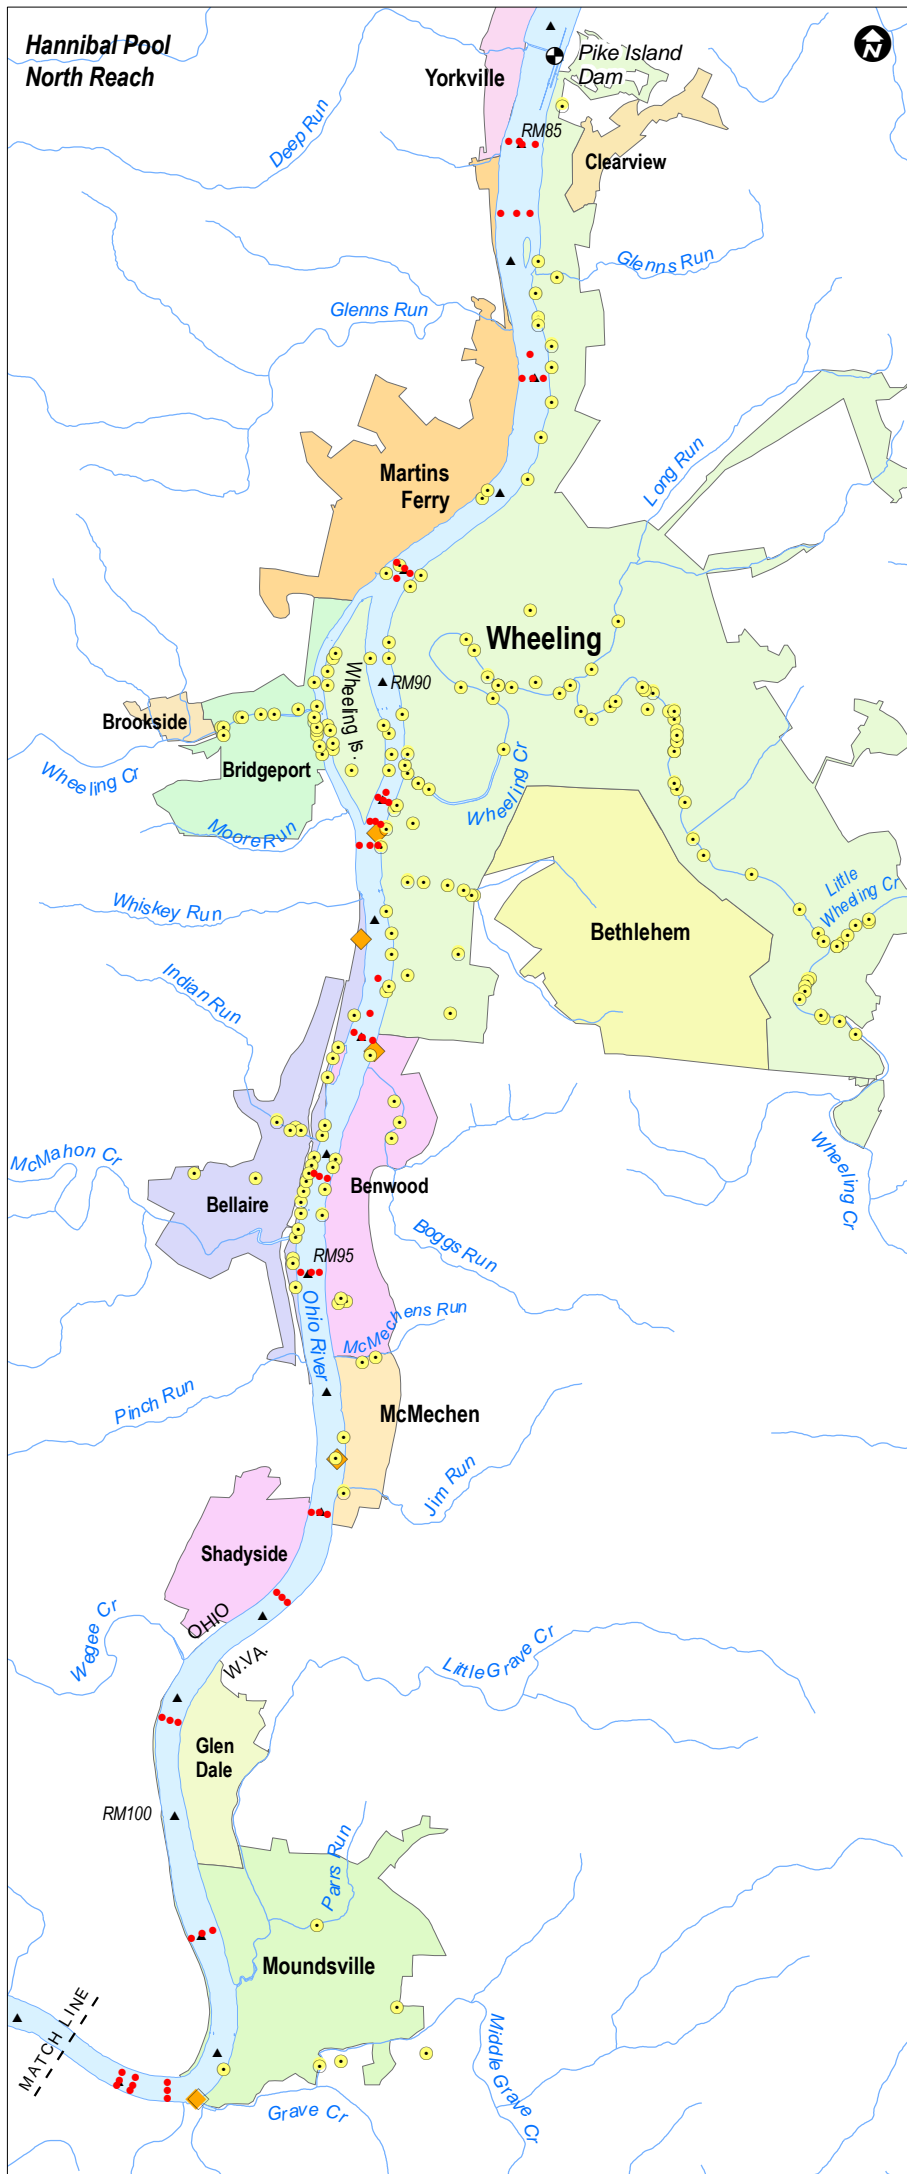 Hannibal Pool
North Reach
N
Yorkville
Pike Island
Dam
Deep Run
RM85
Clearview
Glenns Run
Glenns Run
Martins
Ferry
Long Run
Wheeling
Wheeling Is.
RM90
Brookside
Wheeling Cr
Bridgeport
Moore Run
Wheeling Cr
Whiskey Run
Little
Wheeling Cr
Bethlehem
Indian Run
McMahon Cr
Bellaire
Benwood
Wheeling Cr
Boggs Run
RM95
Ohio River
McMechens Run
Pinch Run
McMechen
Jim Run
Shadyside
OHIO
W.VA.
Wegee Cr
Little Grave Cr
Glen
Dale
RM100
Parrs Run
Moundsville
MATCH LINE
Middle Grave Cr
Grave Cr